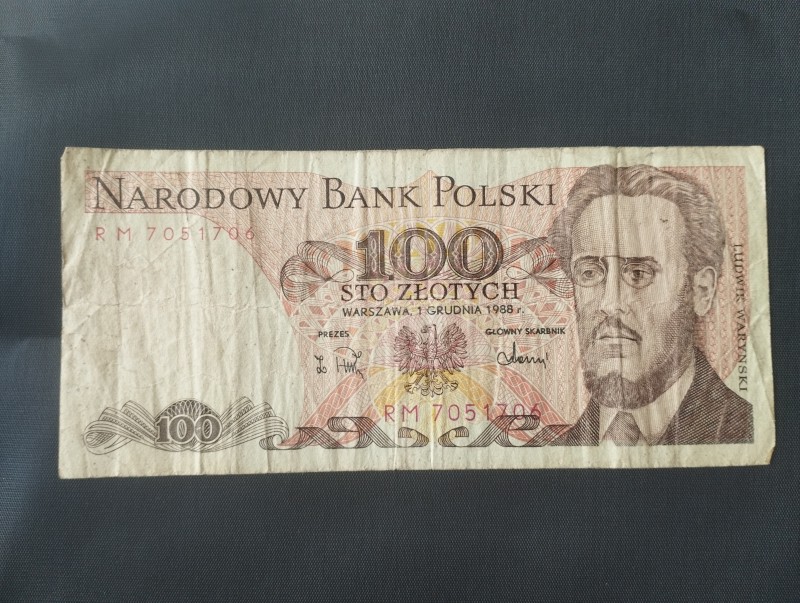 NARODOWY BANK POLSKI
RM 7051706
100
STO ZŁOTYCH
WARSZAWA, 1 GRUDNIA 1988 r.
PREZES
GŁÓWNY SKARBNIK
RM 7051706
100
LUDWIK WARYŃSKI